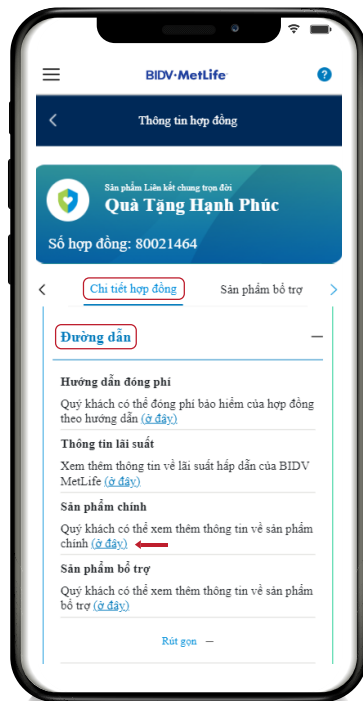 BIDV-MetLife
?
Thông tin hợp đồng
Sản phẩm Liên kết chung trọn đời
Quà Tặng Hạnh Phúc
Số hợp đồng: 80021464
Chi tiết hợp đồng Sản phẩm bổ trợ
Đường dẫn
Hướng dẫn đóng phí
Quý khách có thể đóng phí bảo hiểm của hợp đồng
theo hướng dẫn (ở đây)
Thông tin lãi suất
Xem thêm thông tin về lãi suất hấp dẫn của BIDV
MetLife (ở đây)
Sản phẩm chính
Quý khách có thể xem thêm thông tin về sản phẩm
chính (ở đây)
Sản phẩm bổ trợ
Quý khách có thể xem thêm thông tin về sản phẩm
bổ trợ (ở đây)
Rút gọn